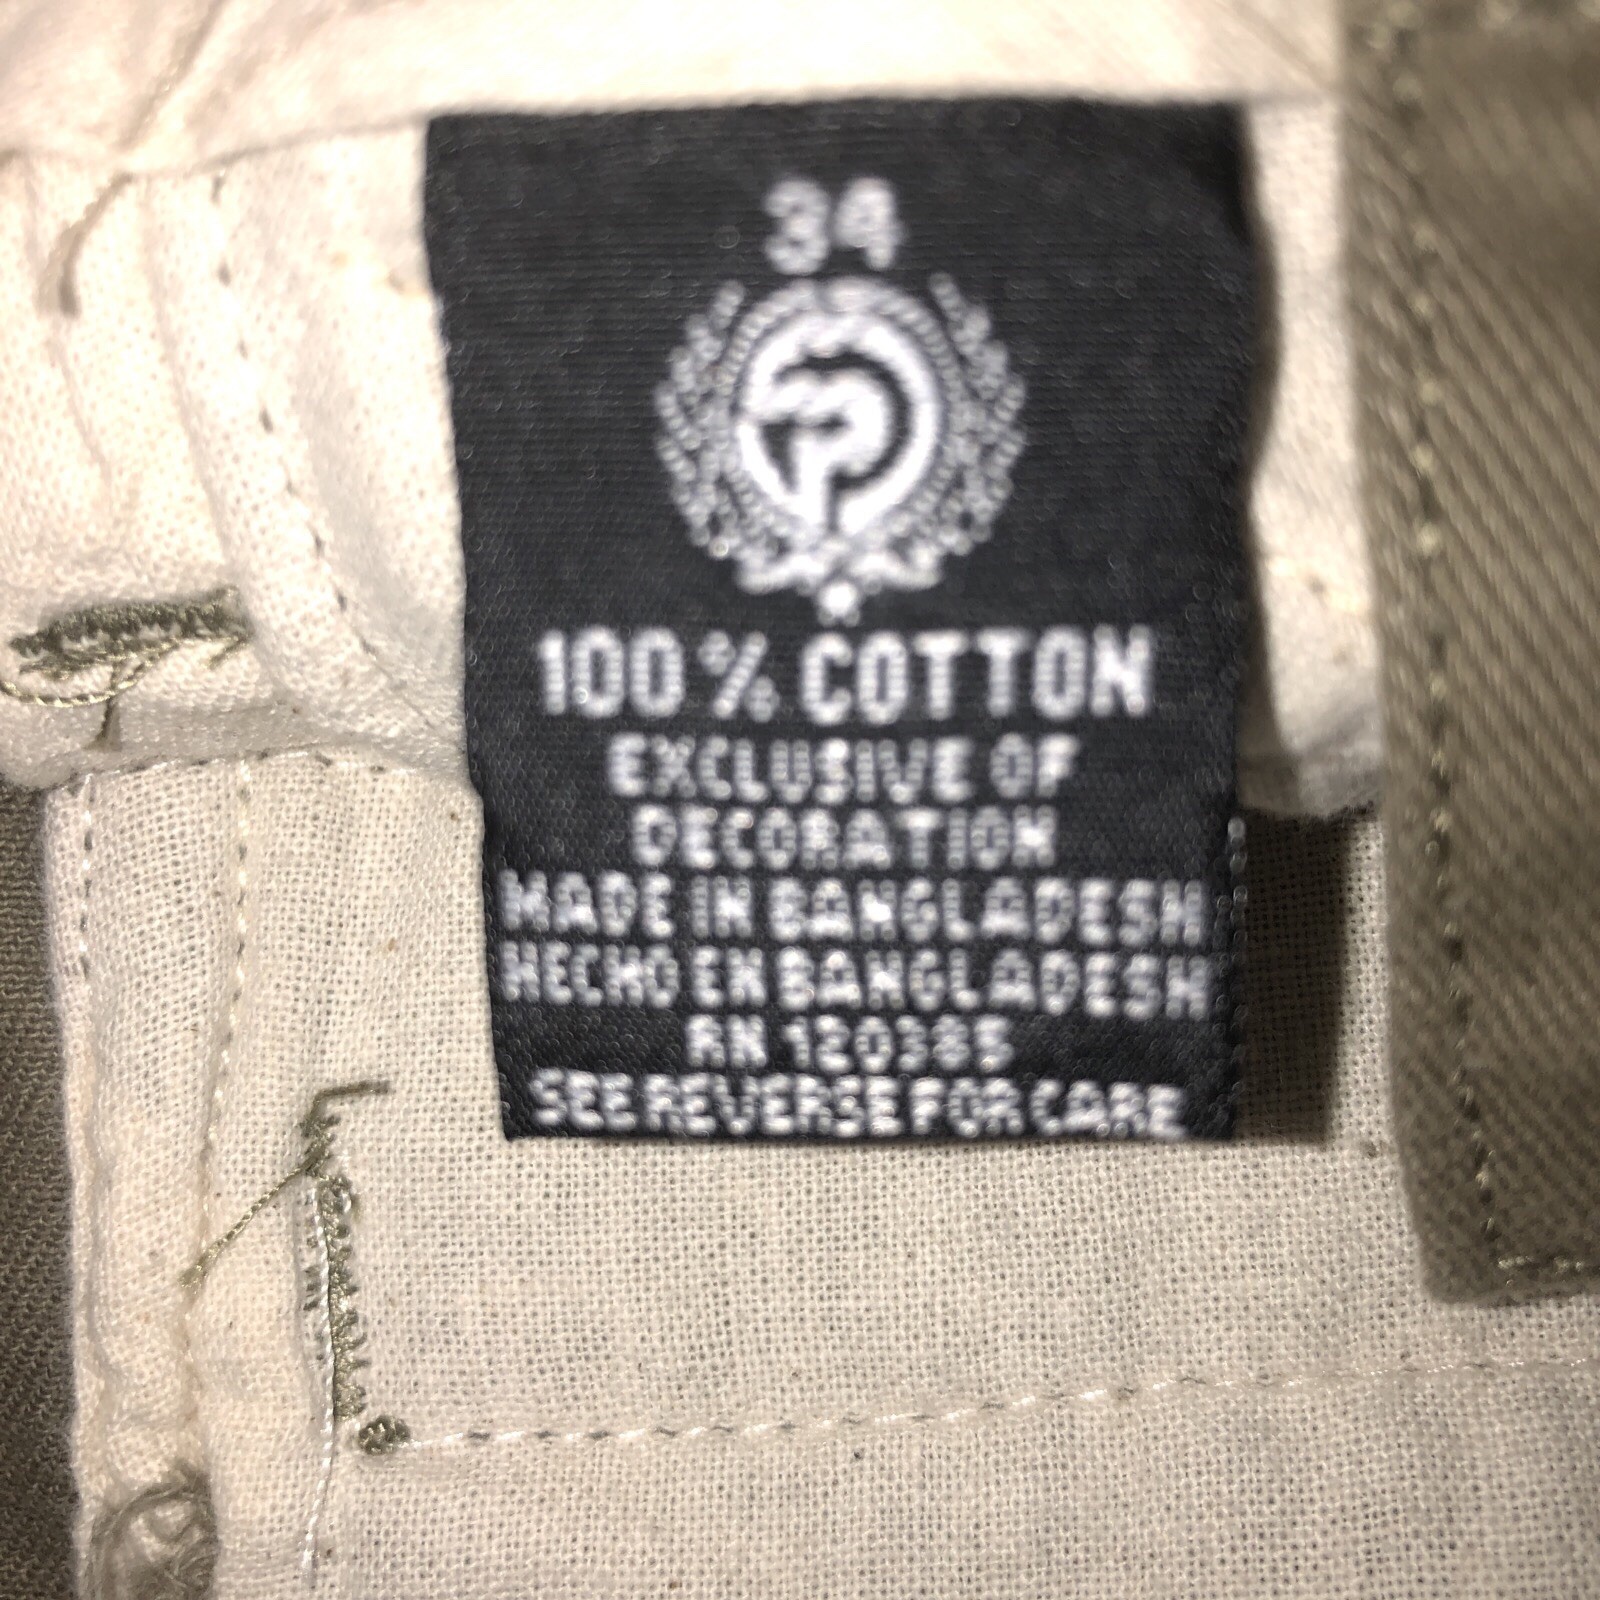 34
100% COTTON
EXCLUSIVE OF
DECORATION
MADE IN BANGLADESH
HECHO EN BANGLADESH
RN 120385
SEE REVERSE FOR CARE